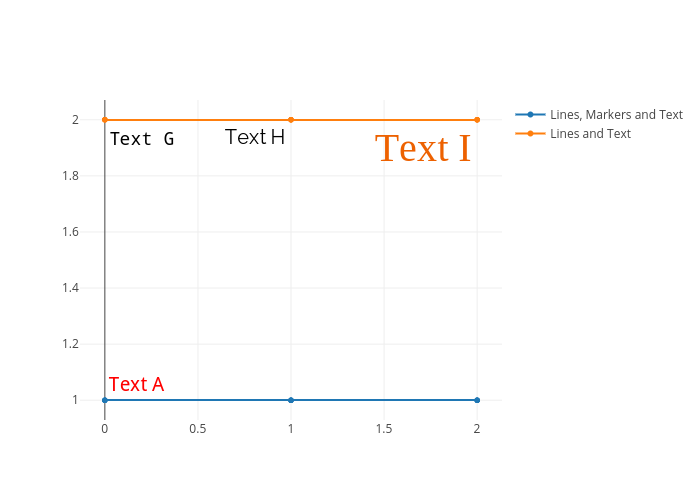 Lines, Markers and Text
Lines and Text
2
Text G
Text H
Text I
1.8
1.6
1.4
1.2
Text A
1
0
0.5
1
1.5
2